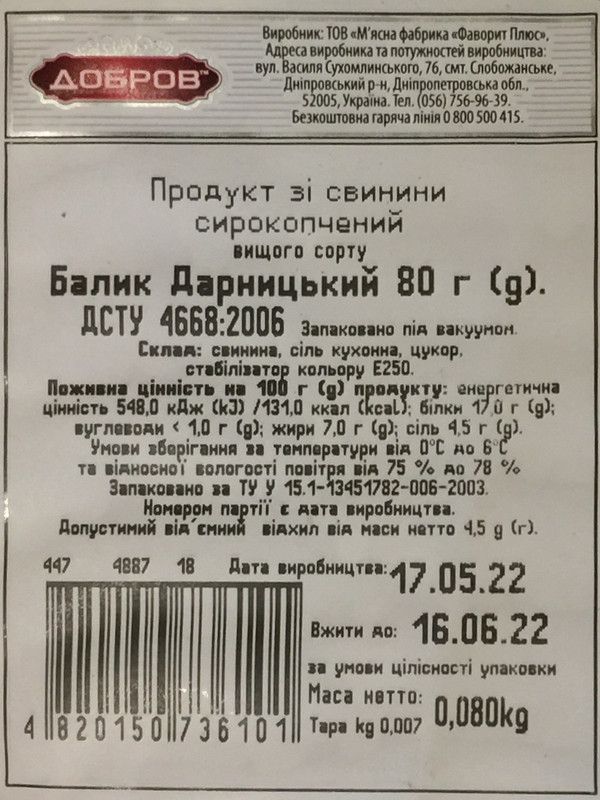 ДОБРОВ™
Виробник: ТОВ «М'ясна фабрика «Фаворит Плюс»,
Адреса виробника та потужностей виробництва:
вул. Василя Сухомлинського, 76, смт. Слобожанське,
Дніпровський р-н, Дніпропетровська обл.,
52005, Україна. Тел. (056) 756-96-39.
Безкоштовна гаряча лінія 0 800 500 415.
Продукт зі свинини
сирокопчений
вищого сорту
Балик Дарницький 80 г (g).
ДСТУ 4668:2006 Запаковано під вакуумом.
Склад: свинина, сіль кухонна, цукор,
стабілізатор кольору Е250.
Поживна цінність на 100 г (g) продукту: енергетична
цінність 548,0 кДж (kJ) /131,0 ккал (kcal); білки 17,0 г (g);
вуглеводи < 1,0 г (g); жири 7,0 г (g); сіль 4,5 г (g).
Умови зберігання за температури від 0°С до 6°С
та відносної вологості повітря від 75 % до 78 %
Запаковано за ТУ У 15.1-13451782-006-2003.
Номером партії є дата виробництва.
Допустимий від'ємний відхил від маси нетто 4,5 g (г).
447 4887 18 Дата виробництва: 17.05.22
Вжити до: 16.06.22
за умови цілісності упаковки
Маса нетто: 0,080kg
Тара kg 0,007
4 820150 736101